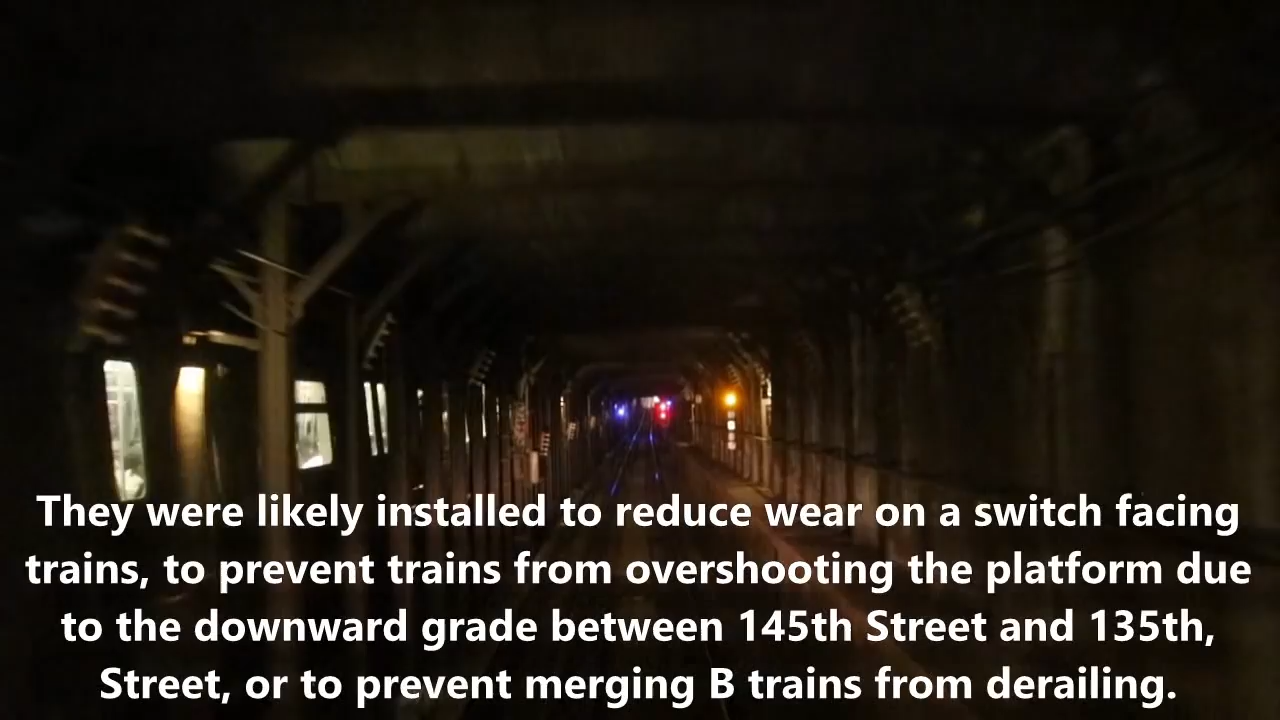 They were likely installed to reduce wear on a switch facing
trains, to prevent trains from overshooting the platform due
to the downward grade between 145th Street and 135th,
Street, or to prevent merging B trains from derailing.